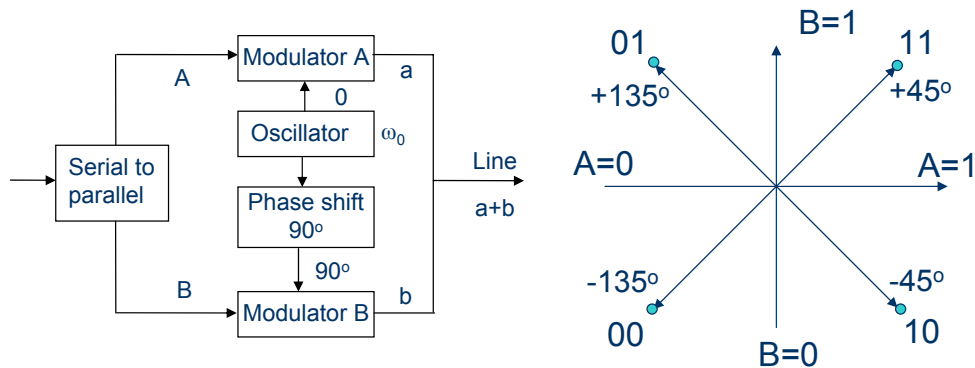 Modulator A
A
a
0
Oscillator
ω0
Serial to
parallel
Phase shift
90o
Line
a+b
90o
B
b
Modulator B
B=1
01
11
+135o
+45o
A=0
A=1
-135o
-45o
00
10
B=0